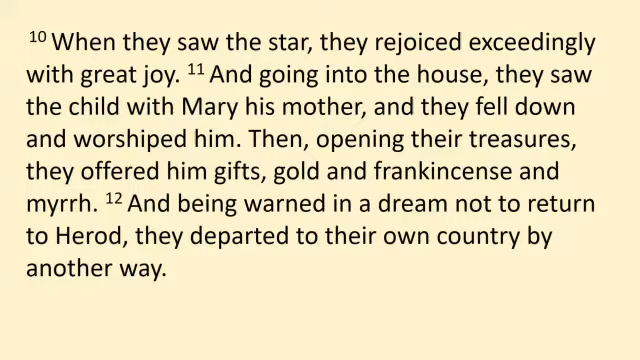 10 When they saw the star, they rejoiced exceedingly
with great joy. 11 And going into the house, they saw
the child with Mary his mother, and they fell down
and worshiped him. Then, opening their treasures,
they offered him gifts, gold and frankincense and
myrrh. 12 And being warned in a dream not to return
to Herod, they departed to their own country by
another way.